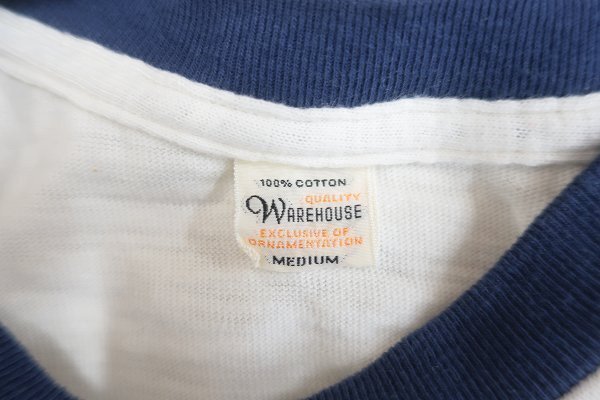 100% COTTON
QUALITY
WAREHOUSE
EXCLUSIVE OF
ORNAMENTATION
MEDIUM